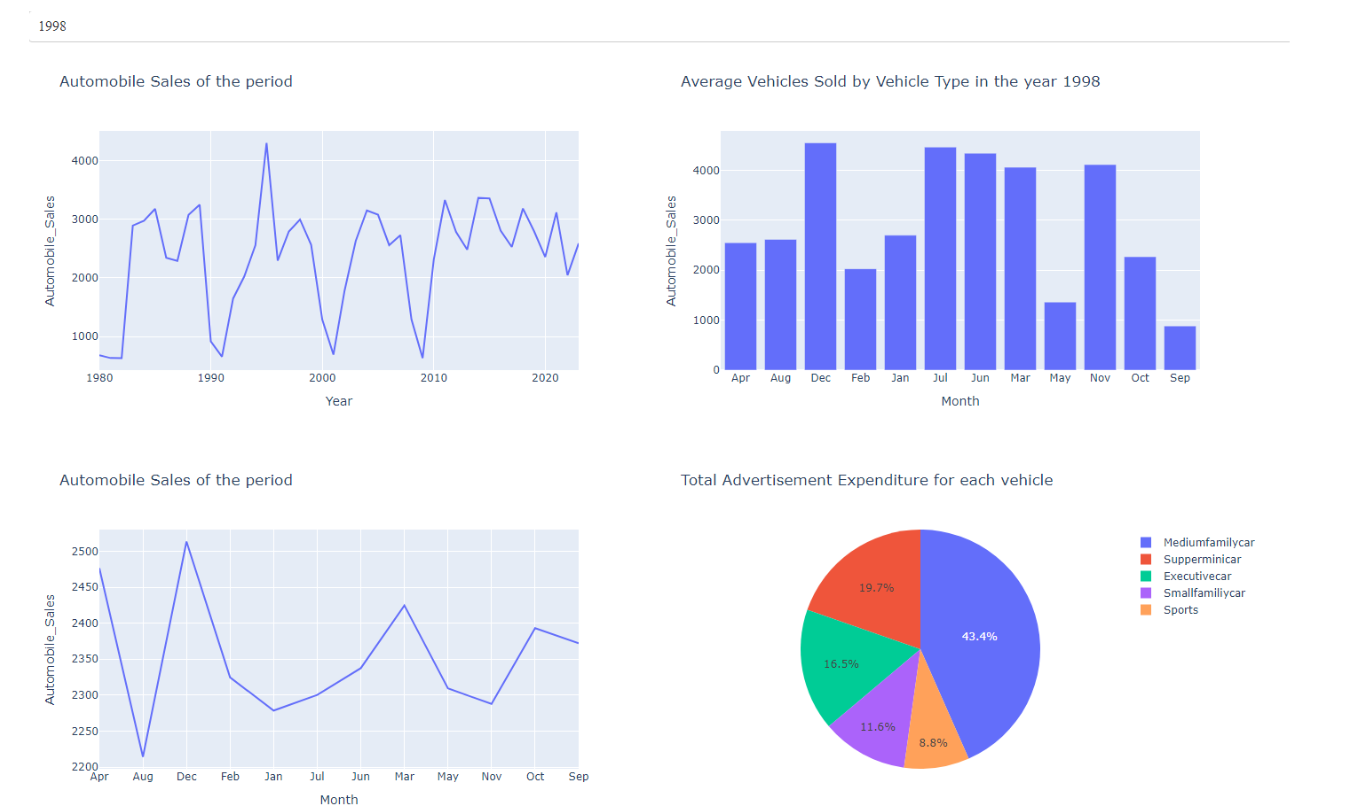 1998
Automobile Sales of the period
4000
3000
2000
1000
Automobile_Sales
1980 1990 2000 2010 2020
Year
Average Vehicles Sold by Vehicle Type in the year 1998
4000
3000
2000
1000
0
Automobile_Sales
Apr Aug Dec Feb Jan Jul Jun Mar May Nov Oct Sep
Month
Automobile Sales of the period
2500
2450
2400
2350
2300
2250
2200
Automobile_Sales
Apr Aug Dec Feb Jan Jul Jun Mar May Nov Oct Sep
Month
Total Advertisement Expenditure for each vehicle
19.7%
43.4%
16.5%
11.6%
8.8%
Mediumfamilycar
Supperminicar
Executivecar
Smallfamiliycar
Sports